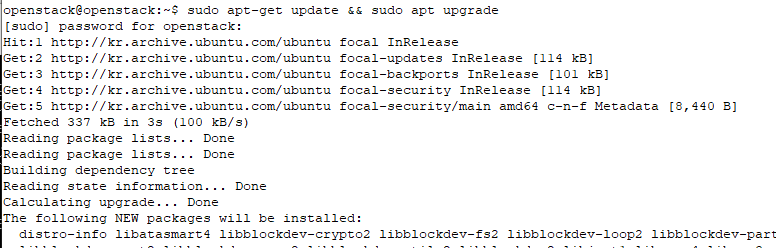 openstack@openstack:~$ sudo apt-get update && sudo apt upgrade
[sudo] password for openstack:
Hit:1 http://kr.archive.ubuntu.com/ubuntu focal InRelease
Get:2 http://kr.archive.ubuntu.com/ubuntu focal-updates InRelease [114 kB]
Get:3 http://kr.archive.ubuntu.com/ubuntu focal-backports InRelease [101 kB]
Get:4 http://kr.archive.ubuntu.com/ubuntu focal-security InRelease [114 kB]
Get:5 http://kr.archive.ubuntu.com/ubuntu focal-security/main amd64 c-n-f Metadata [8,440 B]
Fetched 337 kB in 3s (100 kB/s)
Reading package lists... Done
Reading package lists... Done
Building dependency tree
Reading state information... Done
Calculating upgrade... Done
The following NEW packages will be installed:
  distro-info libatasmart4 libblockdev-crypto2 libblockdev-fs2 libblockdev-loop2 libblockdev-part